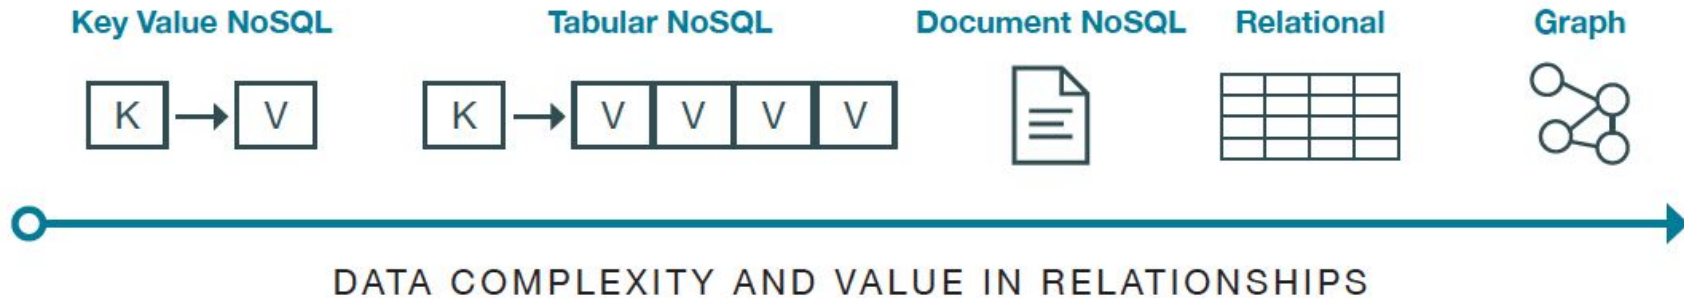 Key Value NoSQL Tabular NoSQL Document NoSQL Relational Graph
K V K V V V V
DATA COMPLEXITY AND VALUE IN RELATIONSHIPS